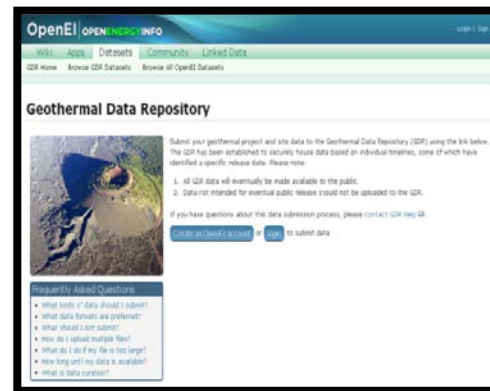 OpenEI OPENENERGYINFO
Login | Sign
Wiki Apps Datasets Community Linked Data
GDR Home Browse GDR Datasets Browse All OpenEI Datasets
Geothermal Data Repository
Submit your geothermal project and site data to the Geothermal Data Repository (GDR) using the link below.
The GDR has been established to securely house data based on individual timelines, some of which have
identified a specific release date. Please note:
1. All GDR data will eventually be made available to the public.
2. Data not intended for eventual public release should not be uploaded to the GDR.
If you have questions about this data submission process, please contact GDR Help
Create an OpenEI account or login to submit data
Frequently Asked Questions
What kinds of data should I submit?
What data formats are preferred?
What should I not submit?
How do I upload multiple files?
What do I do if my file is too large?
How long until my data is available?
What is data curation?